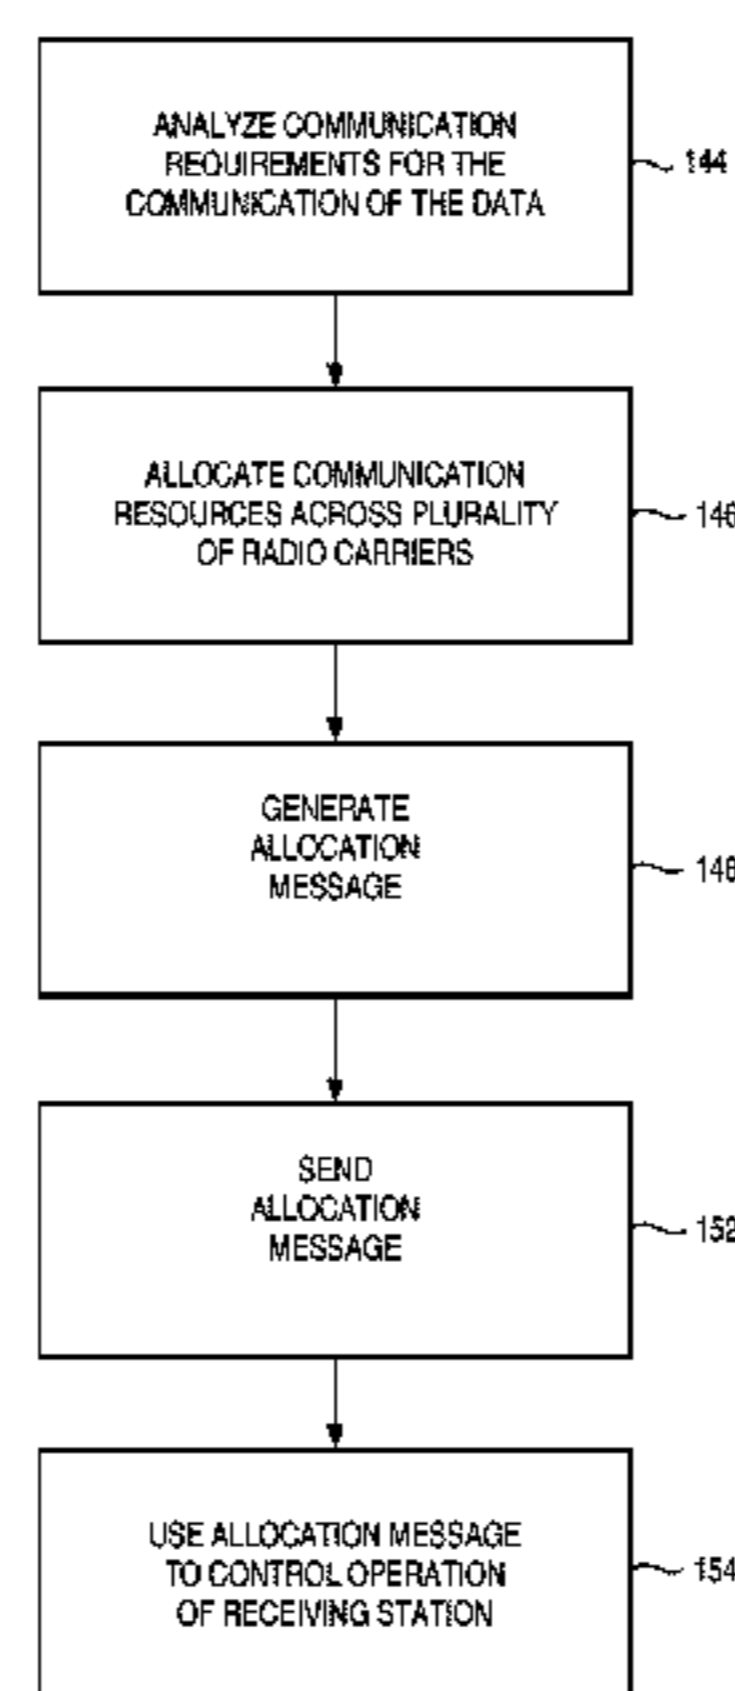 ANALYZE COMMUNICATION
REQUIREMENTS FOR THE
COMMUNICATION OF THE DATA
144
ALLOCATE COMMUNICATION
RESOURCES ACROSS PLURALITY
OF RADIO CARRIERS
146
GENERATE
ALLOCATION
MESSAGE
SEND
ALLOCATION
MESSAGE
152
USE ALLOCATION MESSAGE
TO CONTROL OPERATION
OF RECEIVING STATION
154